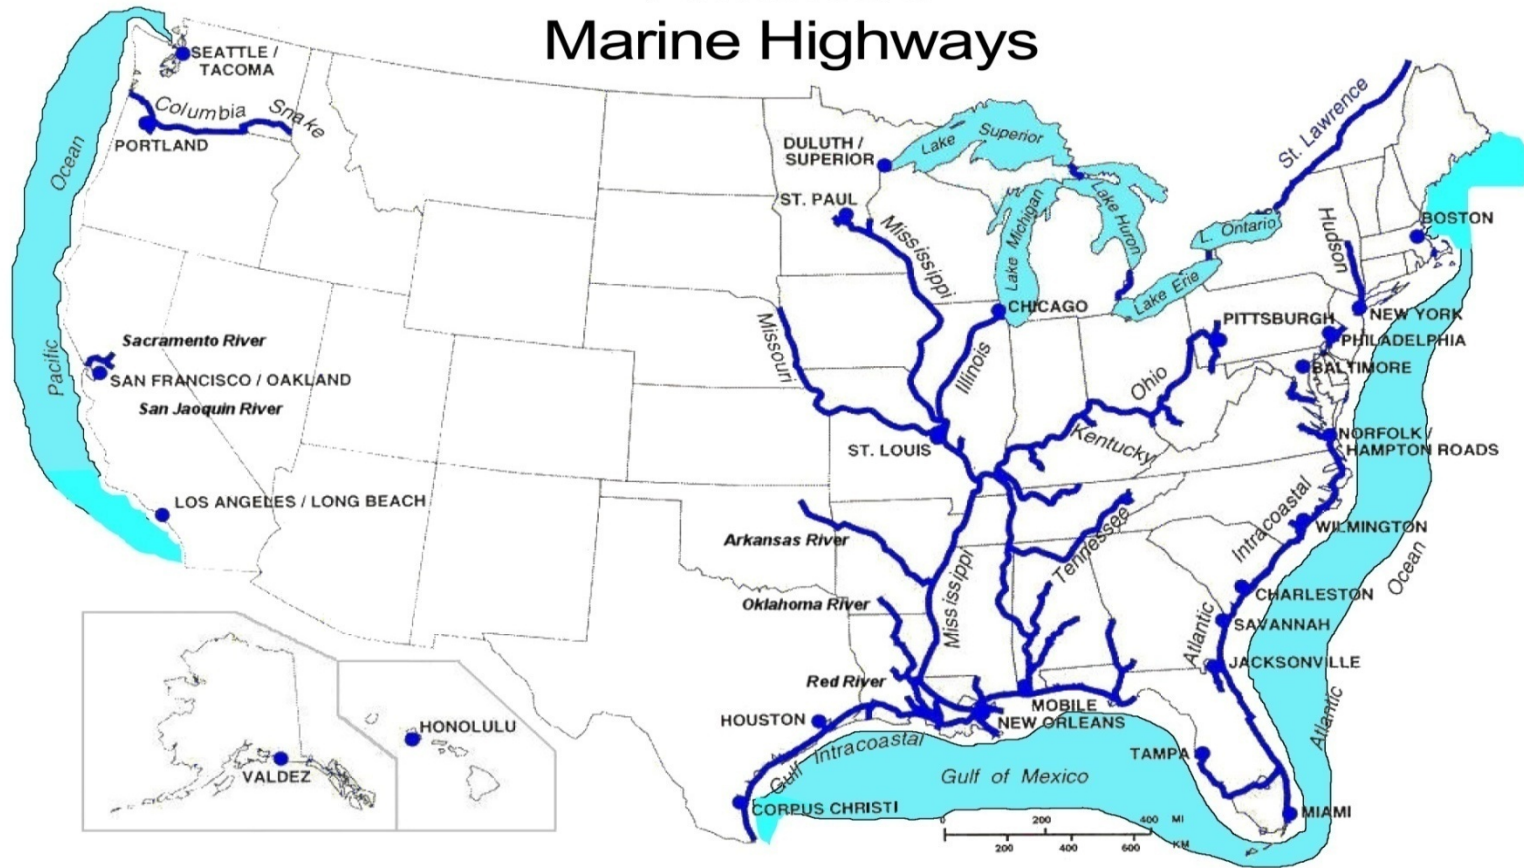 Marine Highways
SEATTLE /
TACOMA
Columbia
Snake
PORTLAND
Ocean
Pacific
Sacramento River
SAN FRANCISCO / OAKLAND
San Jaoquin River
LOS ANGELES / LONG BEACH
VALDEZ
HONOLULU
DULUTH /
SUPERIOR
ST. PAUL
Lake Superior
Lake Michigan
Lake Huron
L. Ontario
Lake Erie
St. Lawrence
Hudson
BOSTON
Mississippi
CHICAGO
Missouri
Illinois
PITTSBURGH
NEW YORK
PHILADELPHIA
BALTIMORE
Ohio
Kentucky
ST. LOUIS
NORFOLK /
HAMPTON ROADS
Intracoastal
WILMINGTON
Arkansas River
Tennessee
Ocean
Oklahoma River
Mississippi
CHARLESTON
Atlantic
SAVANNAH
JACKSONVILLE
Red River
Atlantic
HOUSTON
MOBILE
NEW ORLEANS
Gulf Intracoastal
TAMPA
Gulf of Mexico
CORPUS CHRISTI
MIAMI
0 200 400 MI
200 400 600 KM